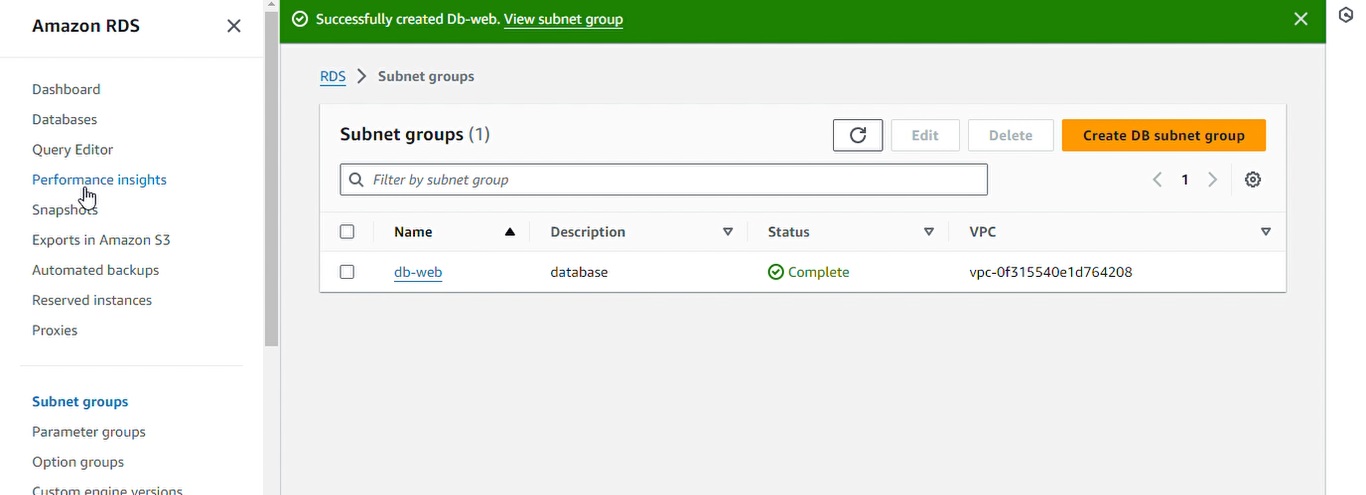 Amazon RDS
Dashboard
Databases
Query Editor
Performance insights
Snapshots
Exports in Amazon S3
Automated backups
Reserved instances
Proxies
Subnet groups
Parameter groups
Option groups
Custom engine versions
Successfully created Db-web. View subnet group
RDS > Subnet groups
Subnet groups (1)
Edit
Delete
Create DB subnet group
Filter by subnet group
1
Name Description Status VPC
db-web database Complete vpc-0f315540e1d764208